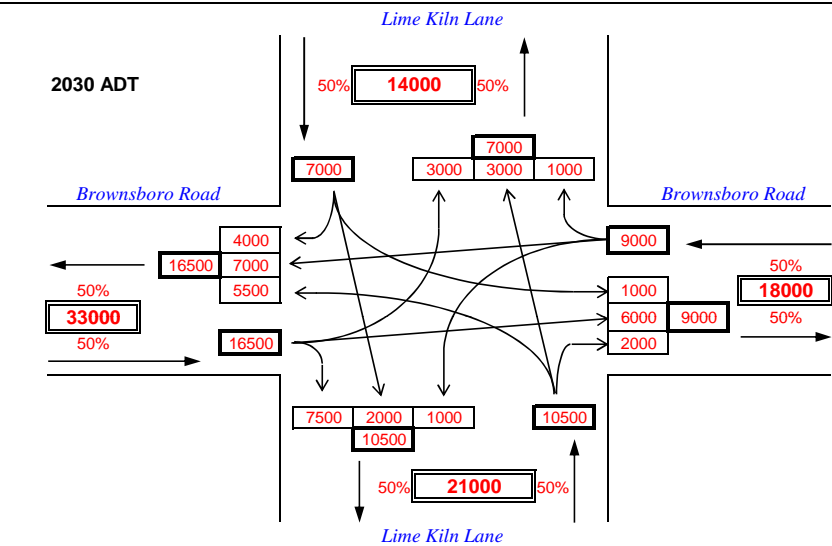 Lime Kiln Lane
2030 ADT
50% 14000 50%
7000
7000 3000 3000 1000
Brownsboro Road Brownsboro Road
4000 9000
16500 7000
50% 50%
5500 1000 18000
33000 6000 9000 50%
50% 16500 2000
7500 2000 1000 10500
10500
50% 21000 50%
Lime Kiln Lane